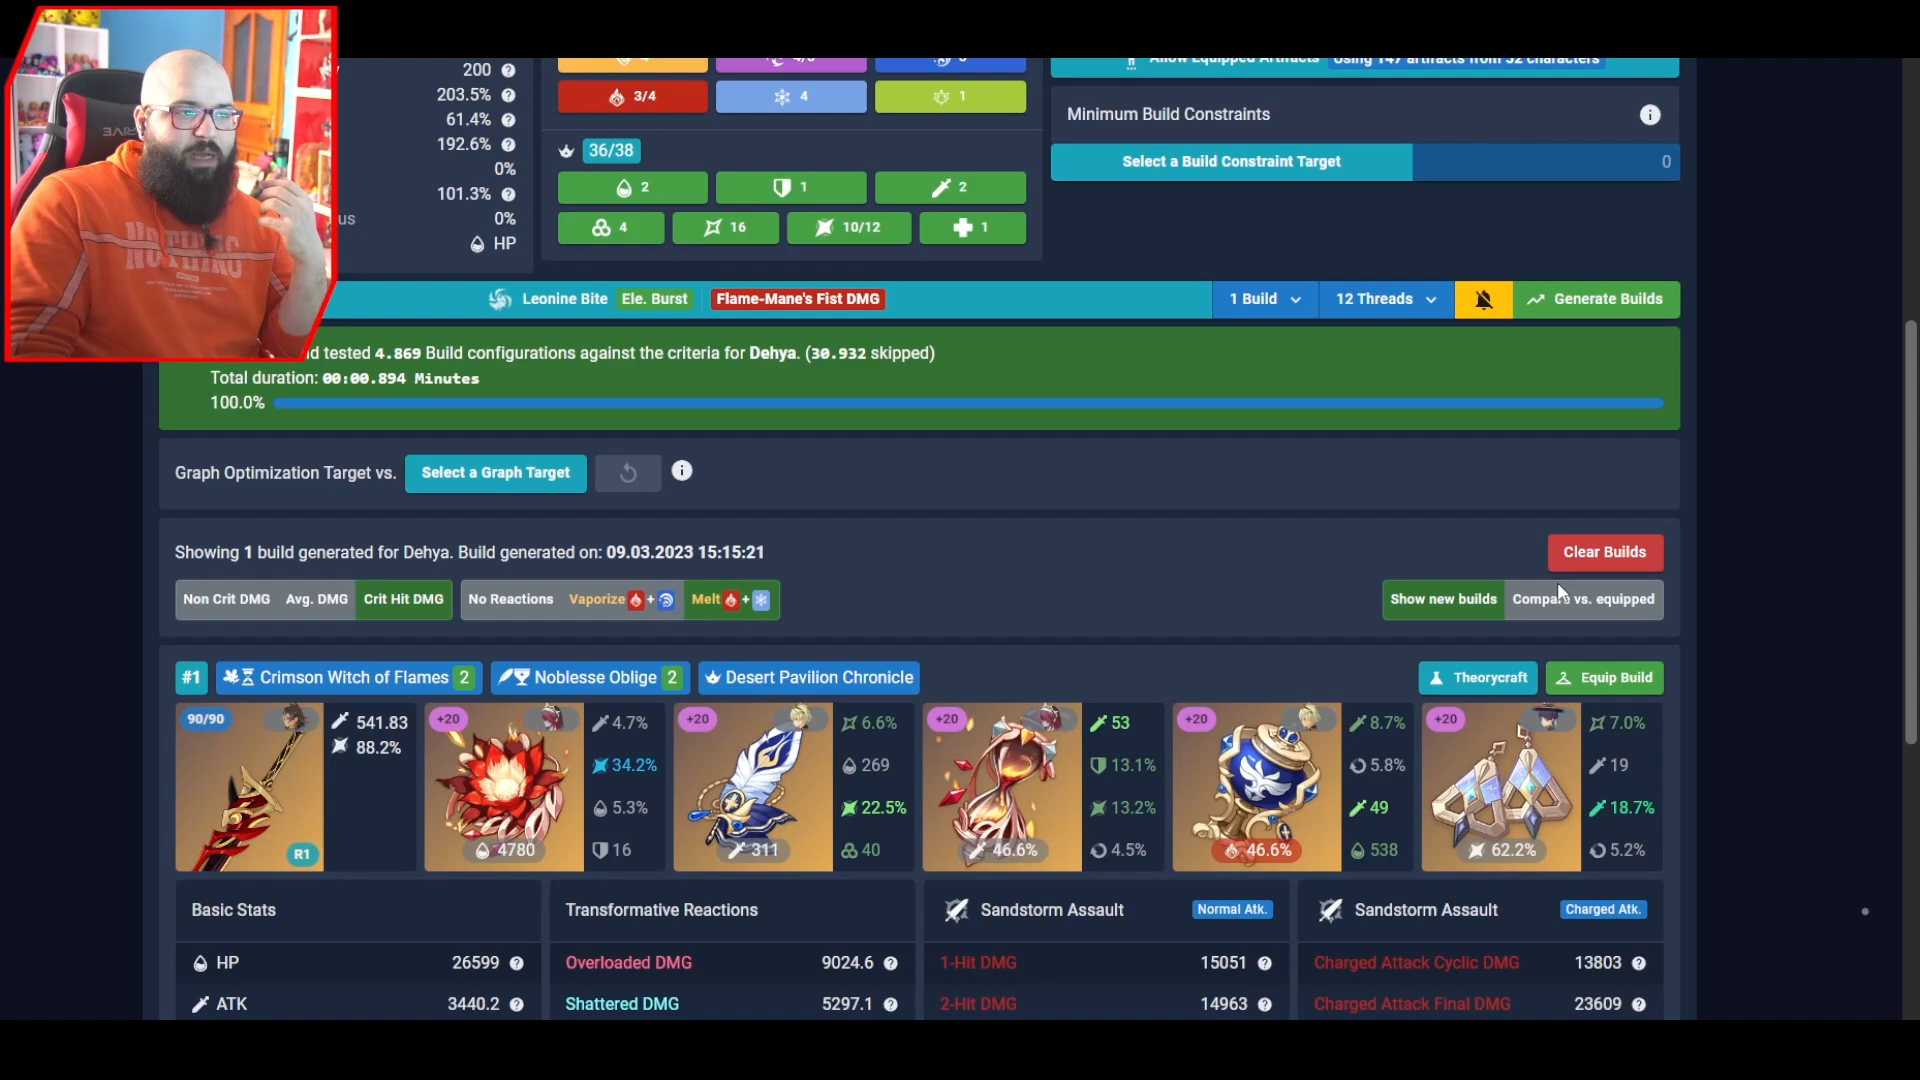 200
203.5%
61.4%
192.6%
0%
101.3%
us 0%
HP
3/4 4 1
36/38
2 1 2
4 16 10/12 1
Allow Equipped Artifacts Using 147 artifacts from 32 characters
Minimum Build Constraints
Select a Build Constraint Target 0
NOTHING
Leonine Bite Ele. Burst Flame-Mane's Fist DMG 1 Build 12 Threads Generate Builds
d tested 4.869 Build configurations against the criteria for Dehya. (30.932 skipped)
Total duration: 00:00.894 Minutes
100.0%
Graph Optimization Target vs. Select a Graph Target
Showing 1 build generated for Dehya. Build generated on: 09.03.2023 15:15:21 Clear Builds
Non Crit DMG Avg. DMG Crit Hit DMG No Reactions Vaporize + Melt + Show new builds Compare vs. equipped
#1 Crimson Witch of Flames 2 Noblesse Oblige 2 Desert Pavilion Chronicle Theorycraft Equip Build
90/90 541.83 88.2% R1
+20 4.7% 34.2% 5.3% 16 4780
+20 6.6% 269 22.5% 40 311
+20 53 13.1% 13.2% 4.5% 46.6%
+20 8.7% 5.8% 49 538 46.6%
+20 7.0% 19 18.7% 5.2% 62.2%
Basic Stats
HP 26599
ATK 3440.2
Transformative Reactions
Overloaded DMG 9024.6
Shattered DMG 5297.1
Sandstorm Assault Normal Atk.
1-Hit DMG 15051
2-Hit DMG 14963
Sandstorm Assault Charged Atk.
Charged Attack Cyclic DMG 13803
Charged Attack Final DMG 23609